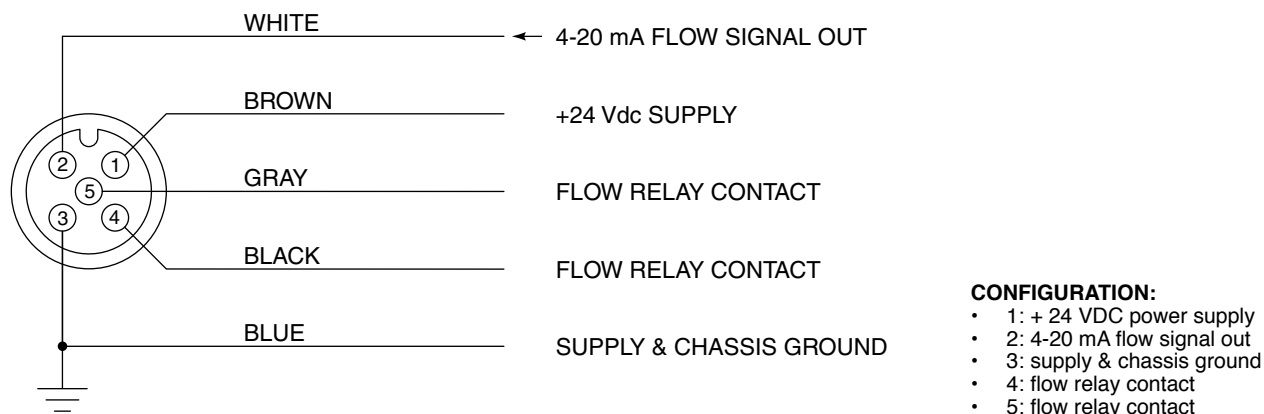 WHITE
4-20 mA FLOW SIGNAL OUT
BROWN
+24 Vdc SUPPLY
2
1
GRAY
5
FLOW RELAY CONTACT
3
4
BLACK
FLOW RELAY CONTACT
BLUE
SUPPLY & CHASSIS GROUND
CONFIGURATION:
• 1: + 24 VDC power supply
• 2: 4-20 mA flow signal out
• 3: supply & chassis ground
• 4: flow relay contact
• 5: flow relay contact